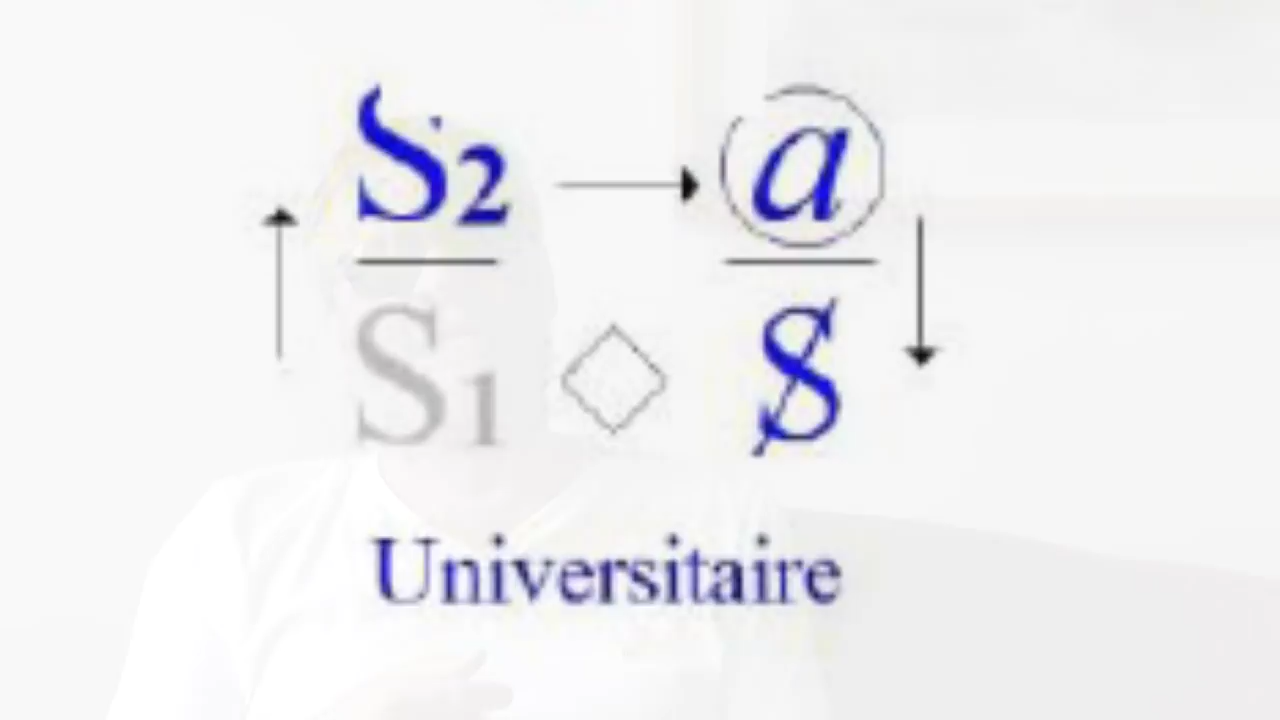 S2 → a
S1 ◇ $
Universitaire